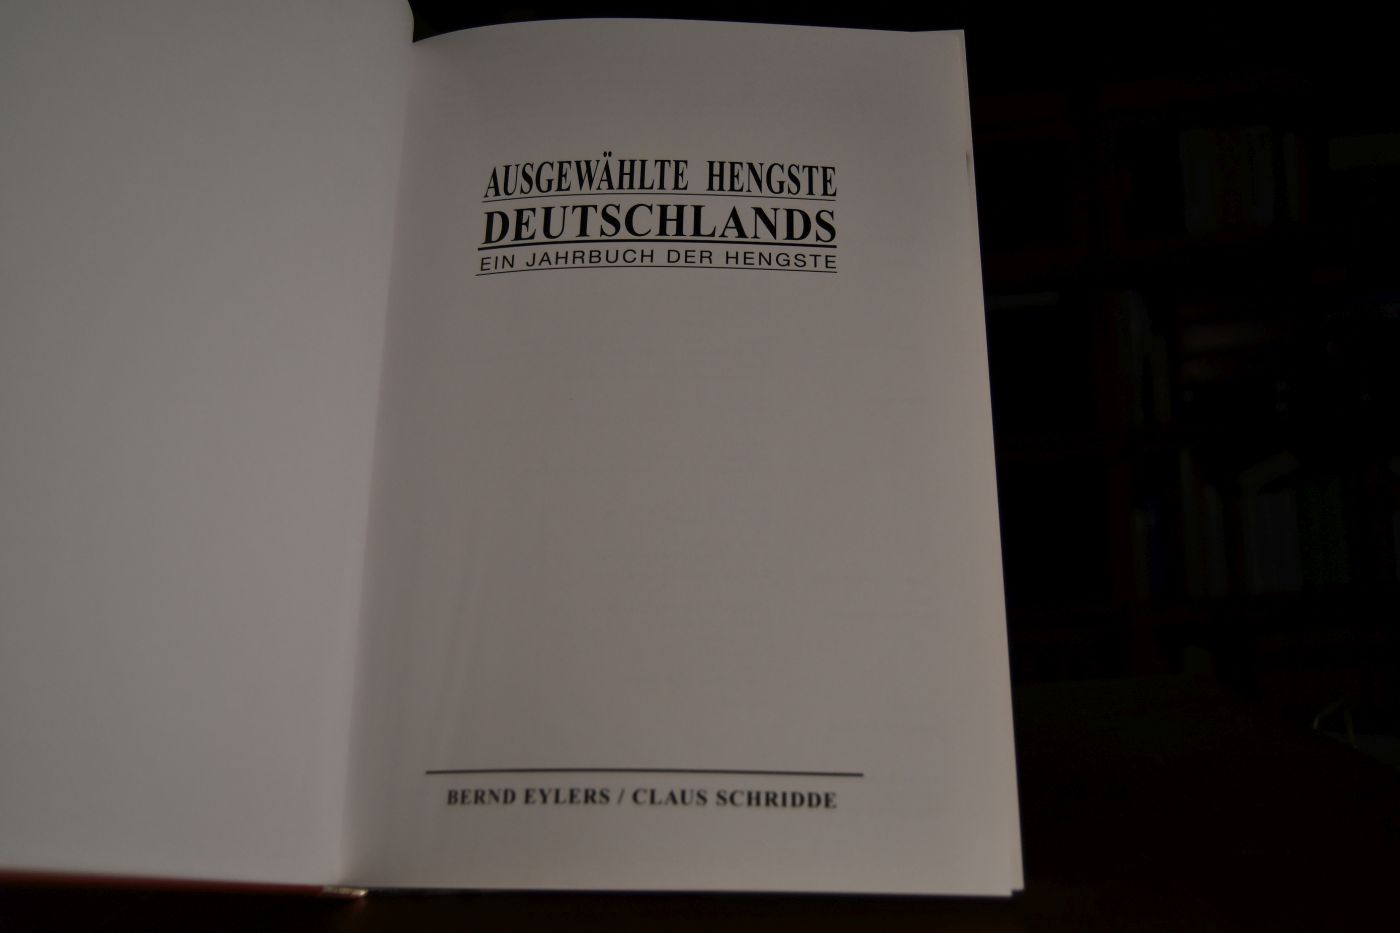 AUSGEWÄHLTE HENGSTE
DEUTSCHLANDS
EIN JAHRBUCH DER HENGSTE
BERND EYLERS / CLAUS SCHRIDDE